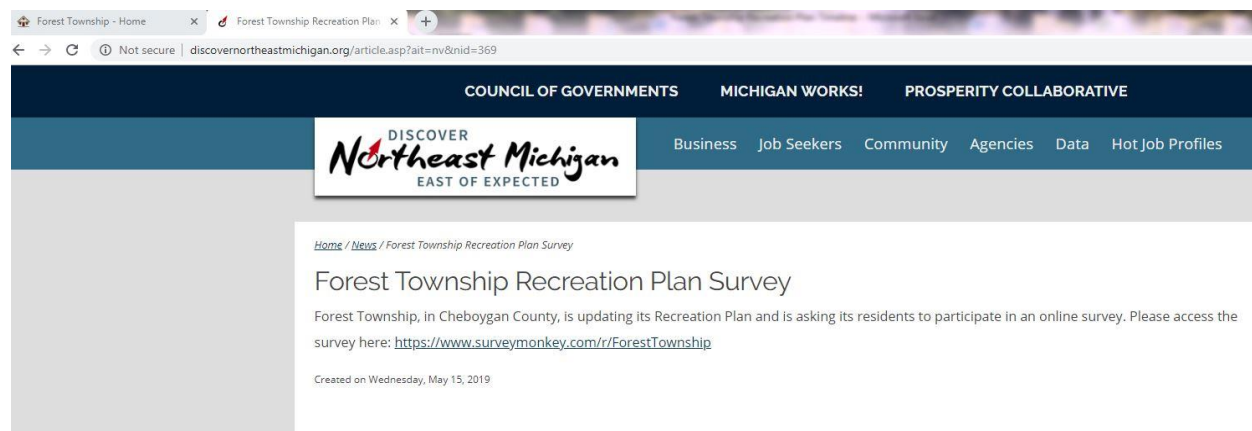 Forest Township - Home
Forest Township Recreation Plan
Not secure | discovernortheastmichigan.org/article.asp?ait=nv&nid=369
COUNCIL OF GOVERNMENTS MICHIGAN WORKS! PROSPERITY COLLABORATIVE
DISCOVER
Northeast Michigan
EAST OF EXPECTED
Business Job Seekers Community Agencies Data Hot Job Profiles
Home / News / Forest Township Recreation Plan Survey
Forest Township Recreation Plan Survey
Forest Township, in Cheboygan County, is updating its Recreation Plan and is asking its residents to participate in an online survey. Please access the
survey here: https://www.surveymonkey.com/r/ForestTownship
Created on Wednesday, May 15, 2019